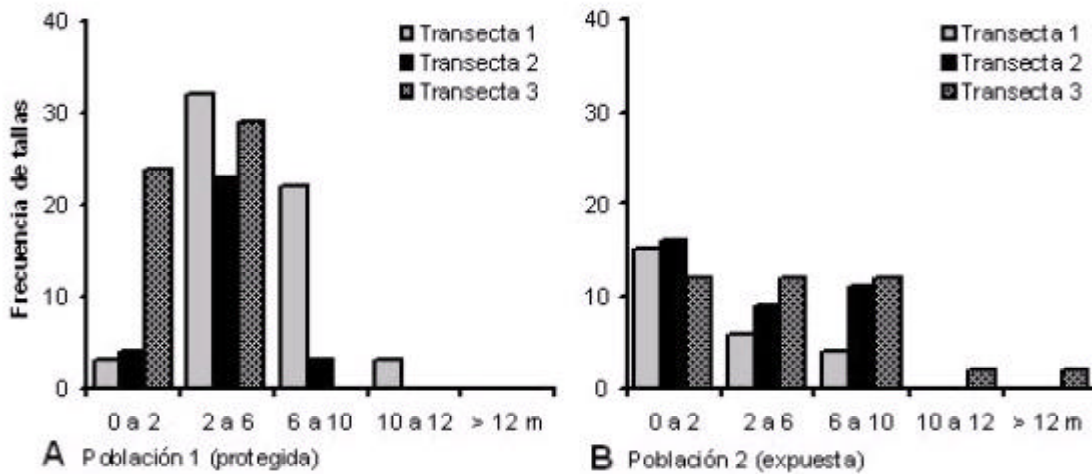 Frecuencia de tallas
40
30
20
10
0
Transecta 1
Transecta 2
Transecta 3
0 a 2 2 a 6 6 a 10 10 a 12 > 12 m
A Población 1 (protegida)
40
30
20
10
0
Transecta 1
Transecta 2
Transecta 3
0 a 2 2 a 6 6 a 10 10 a 12 > 12 m
B Población 2 (expuesta)